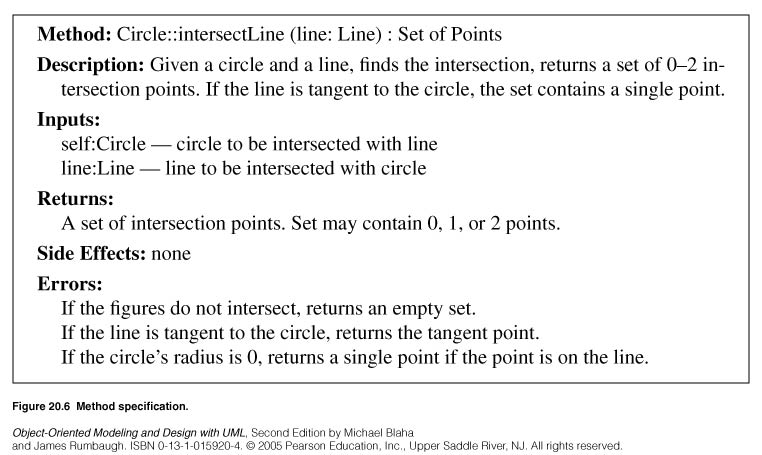 Method: Circle::intersectLine (line: Line) : Set of Points
Description: Given a circle and a line, finds the intersection, returns a set of 0–2 in-
tersection points. If the line is tangent to the circle, the set contains a single point.
Inputs:
self:Circle — circle to be intersected with line
line:Line — line to be intersected with circle
Returns:
A set of intersection points. Set may contain 0, 1, or 2 points.
Side Effects: none
Errors:
If the figures do not intersect, returns an empty set.
If the line is tangent to the circle, returns the tangent point.
If the circle’s radius is 0, returns a single point if the point is on the line.
Figure 20.6 Method specification.
Object-Oriented Modeling and Design with UML, Second Edition by Michael Blaha
and James Rumbaugh. ISBN 0-13-1-015920-4. © 2005 Pearson Education, Inc., Upper Saddle River, NJ. All rights reserved.